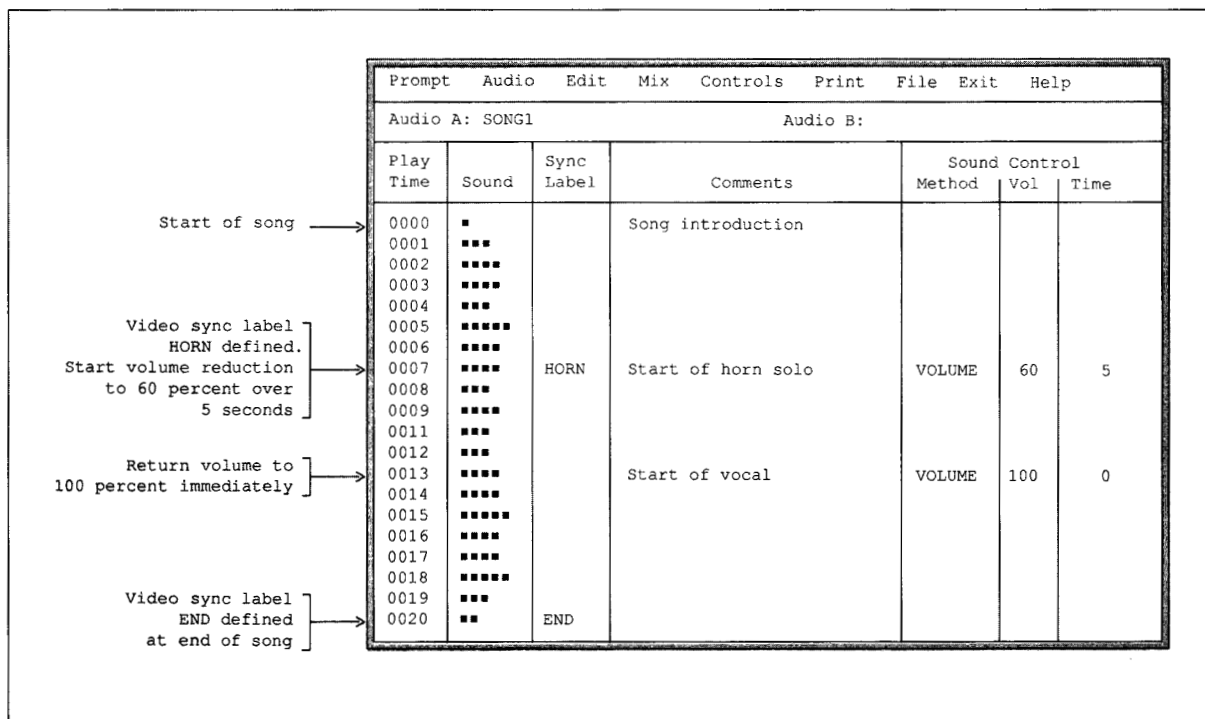 Prompt Audio Edit Mix Controls Print File Exit Help
Audio A: SONG1 Audio B:
Play Time Sound Sync Label Comments Sound Control
Method Vol Time
Start of song
0000 Song introduction
0001
0002
0003
0004
Video sync label
HORN defined.
Start volume reduction
to 60 percent over
5 seconds
0005
0006
0007 HORN Start of horn solo VOLUME 60 5
0008
0009
0011
0012
Return volume to
100 percent immediately
0013 Start of vocal VOLUME 100 0
0014
0015
0016
0017
0018
0019
Video sync label
END defined
at end of song
0020 END